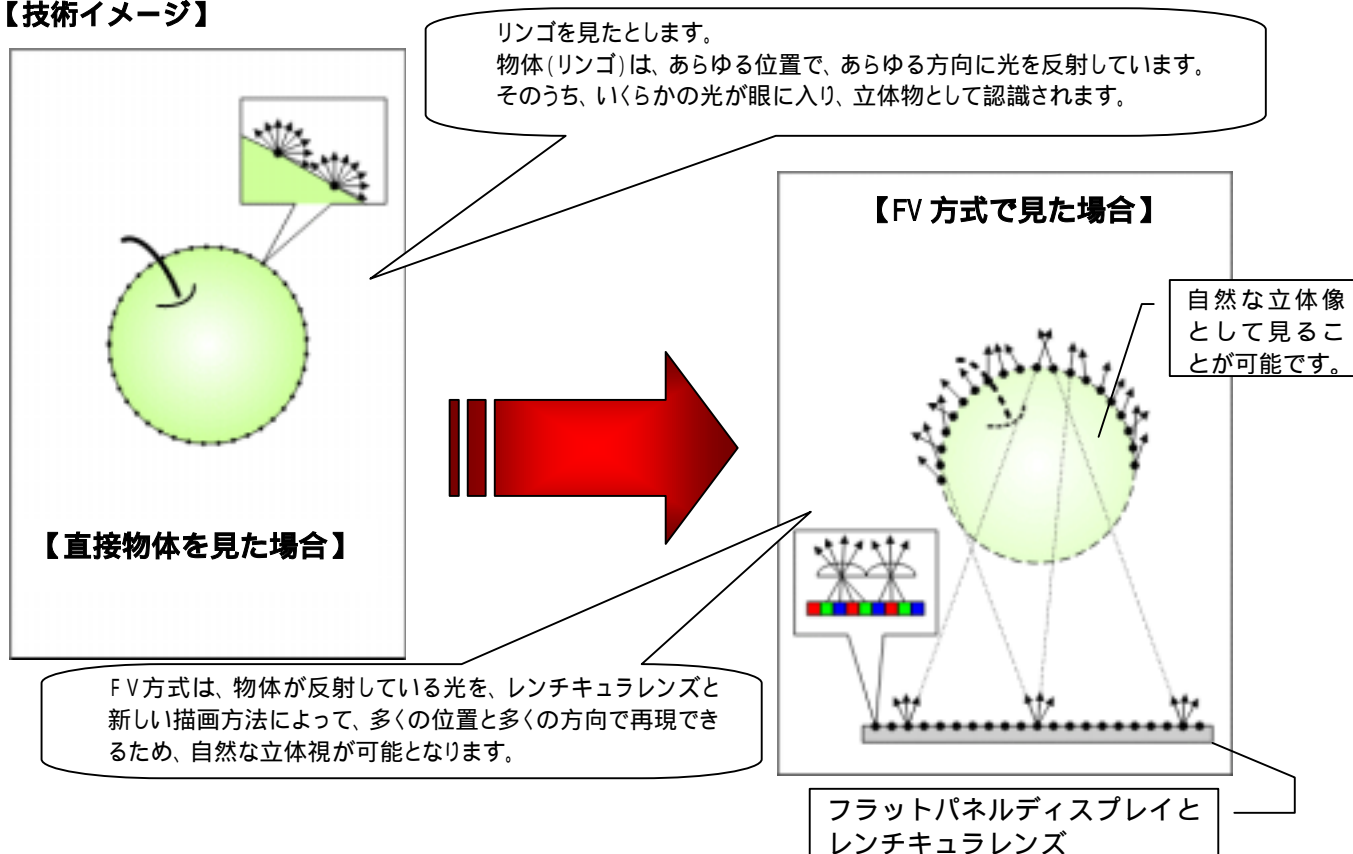 【技術イメージ】
リンゴを見たとします。
物体(リンゴ)は、あらゆる位置で、あらゆる方向に光を反射しています。
そのうち、いくらかの光が眼に入り、立体物として認識されます。
【直接物体を見た場合】
【FV 方式で見た場合】
自然な立体像
として見るこ
とが可能です。
FV方式は、物体が反射している光を、レンチキュラレンズと
新しい描画方法によって、多くの位置と多くの方向で再現でき
るため、自然な立体視が可能となります。
フラットパネルディスプレイと
レンチキュラレンズ